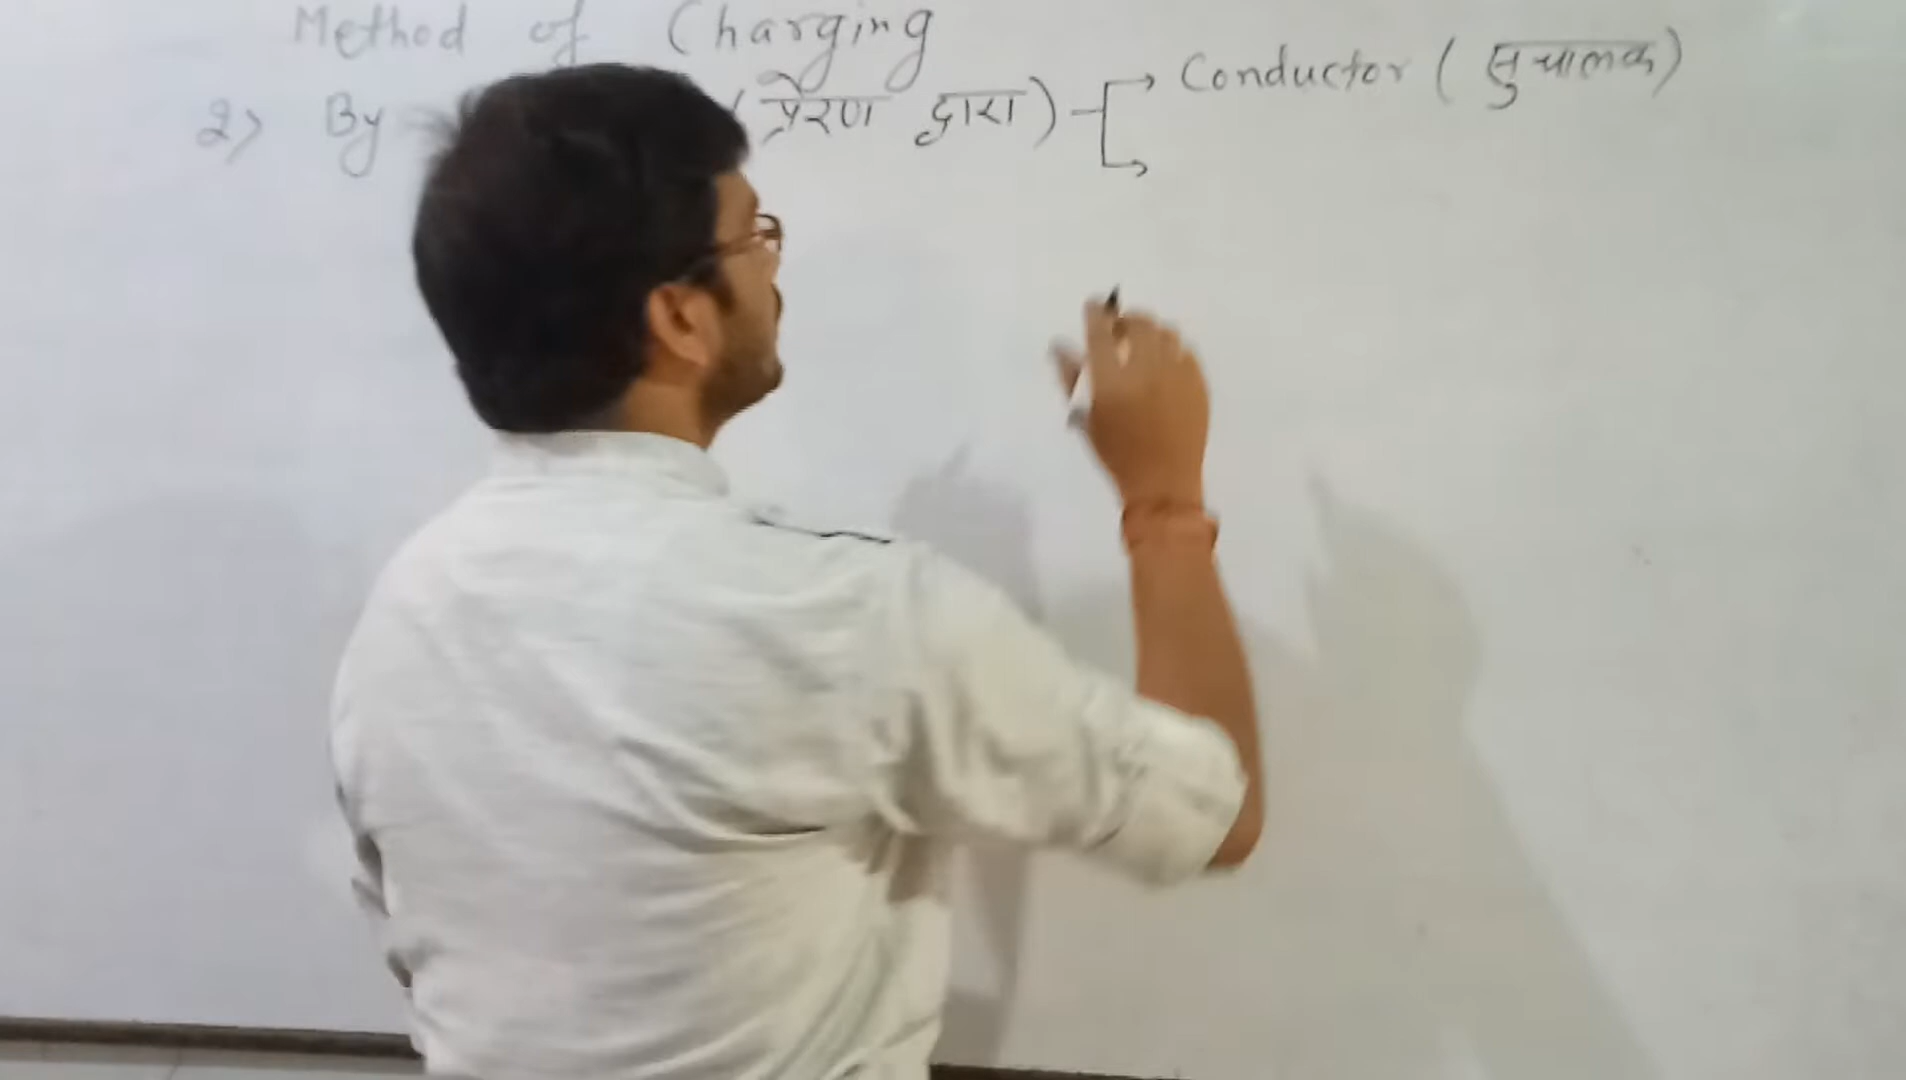 Method of Charging
2) By (प्रेरण द्वारा) → Conductor (सुचालक)